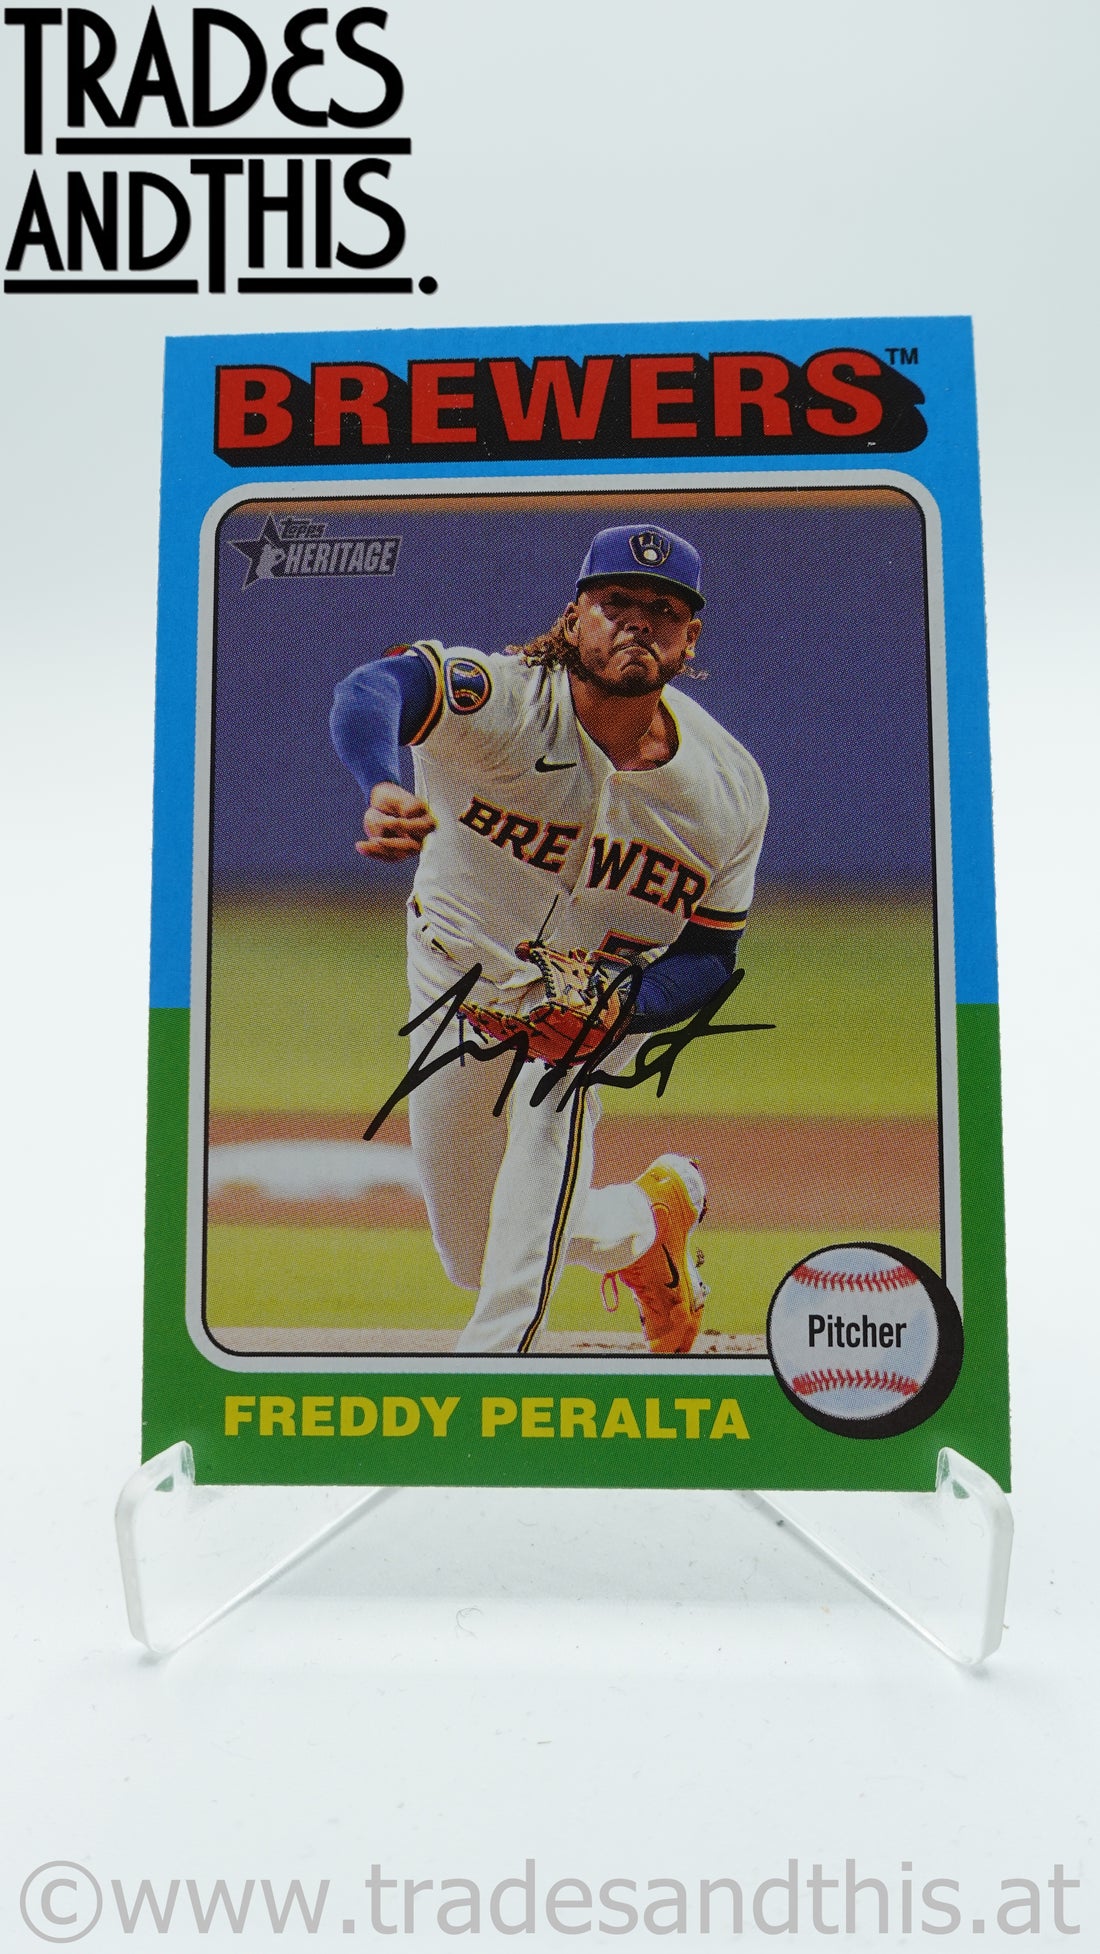 TRADES
ANDTHIS.
BREWERS™
topps
HERITAGE
BREWER
Pitcher
FREDDY PERALTA
©www.tradesandthis.at